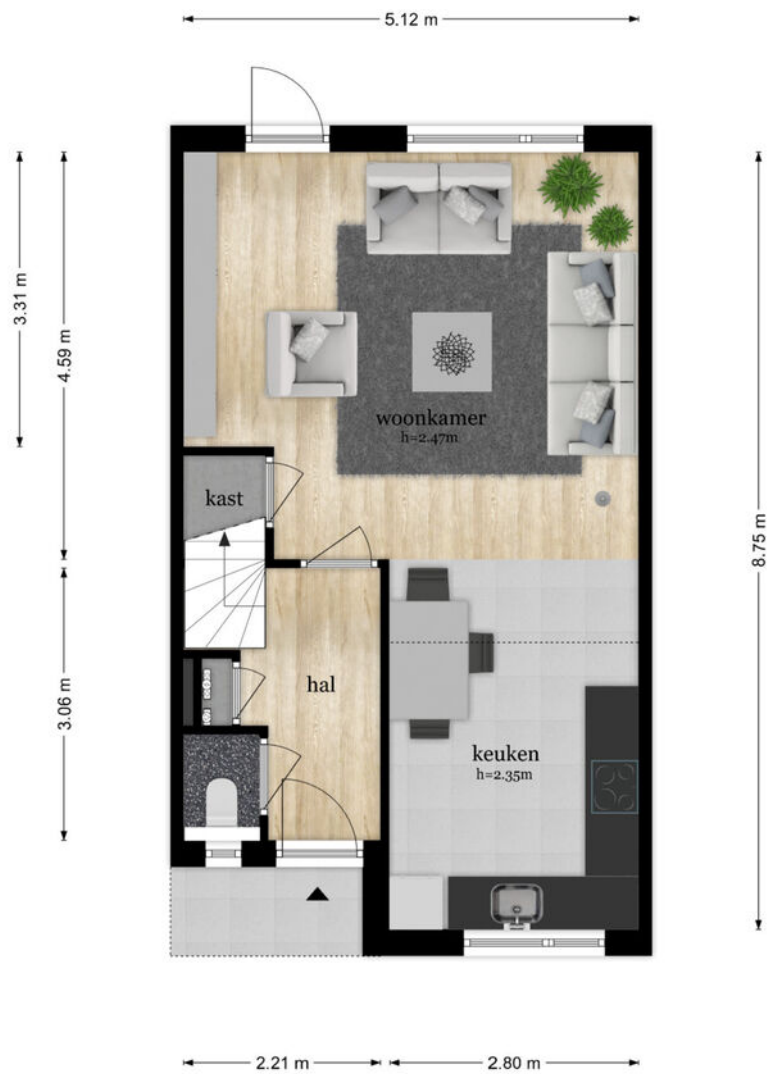 5.12 m
3.31 m
4.59 m
woonkamer
h=2.47m
kast
8.75 m
3.06 m
hal
keuken
h=2.35m
2.21 m
2.80 m